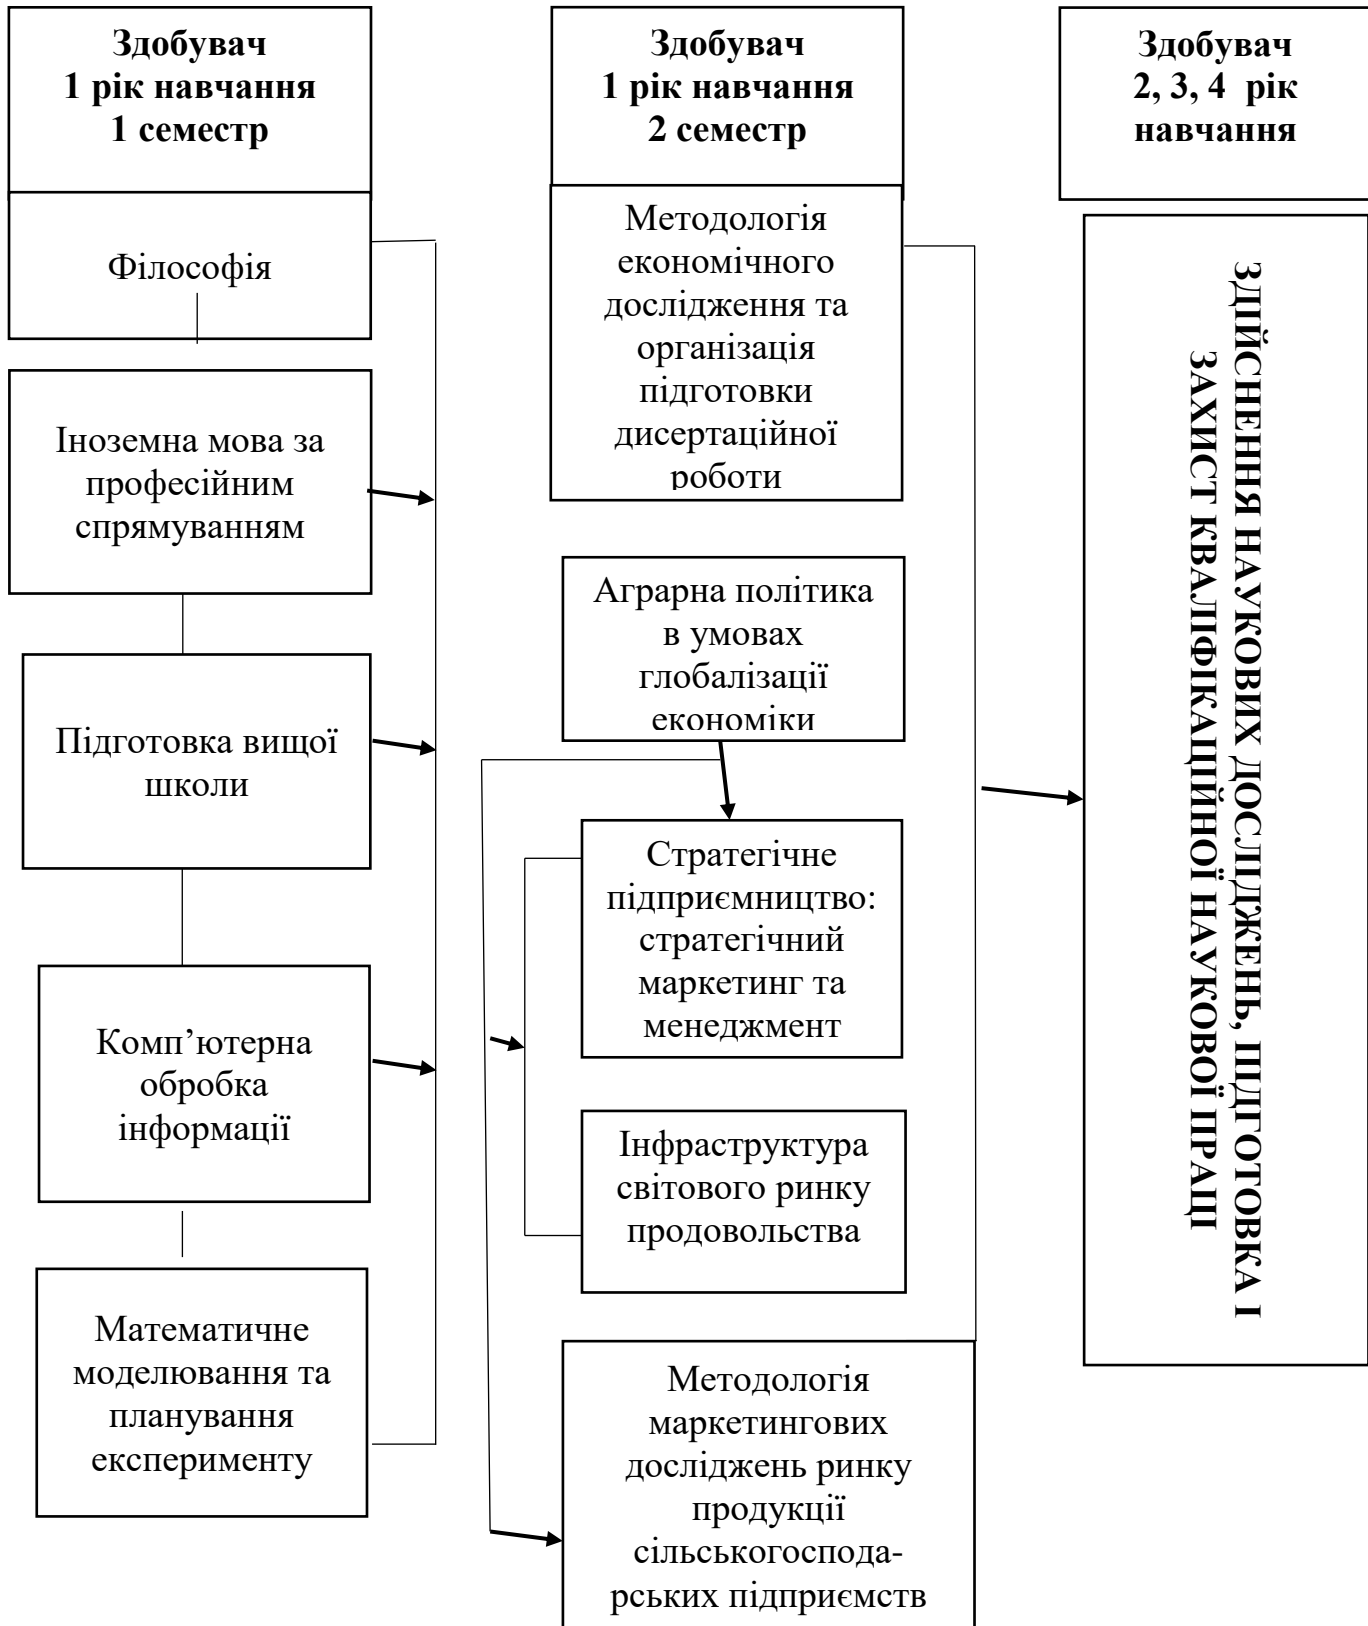 Здобувач
1 рік навчання
1 семестр
Філософія
Іноземна мова за
професійним
спрямуванням
Підготовка вищої
школи
Комп’ютерна
обробка
інформації
Математичне
моделювання та
планування
експерименту
Здобувач
1 рік навчання
2 семестр
Методологія
економічного
дослідження та
організація
підготовки
дисертаційної
роботи
Аграрна політика
в умовах
глобалізації
економіки
Стратегічне
підприємництво:
стратегічний
маркетинг та
менеджмент
Інфраструктура
світового ринку
продовольства
Методологія
маркетингових
досліджень ринку
продукції
сільськогоспода-
рських підприємств
Здобувач
2, 3, 4 рік
навчання
ЗДІЙСНЕННЯ НАУКОВИХ ДОСЛІДЖЕНЬ, ПІДГОТОВКА І
ЗАХИСТ КВАЛІФІКАЦІЙНОЇ НАУКОВОЇ ПРАЦІ